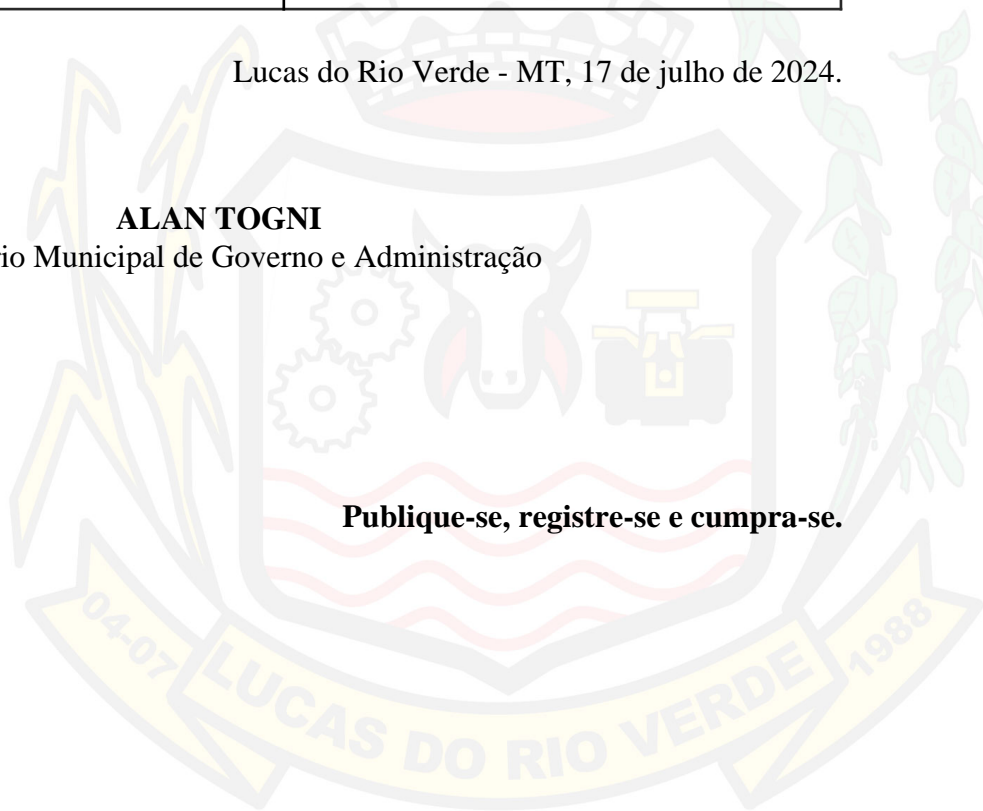 Lucas do Rio Verde - MT, 17 de julho de 2024.
ALAN TOGNI
io Municipal de Governo e Administração
Publique-se, registre-se e cumpra-se.
04-07
LUCAS DO RIO VERDE
1988